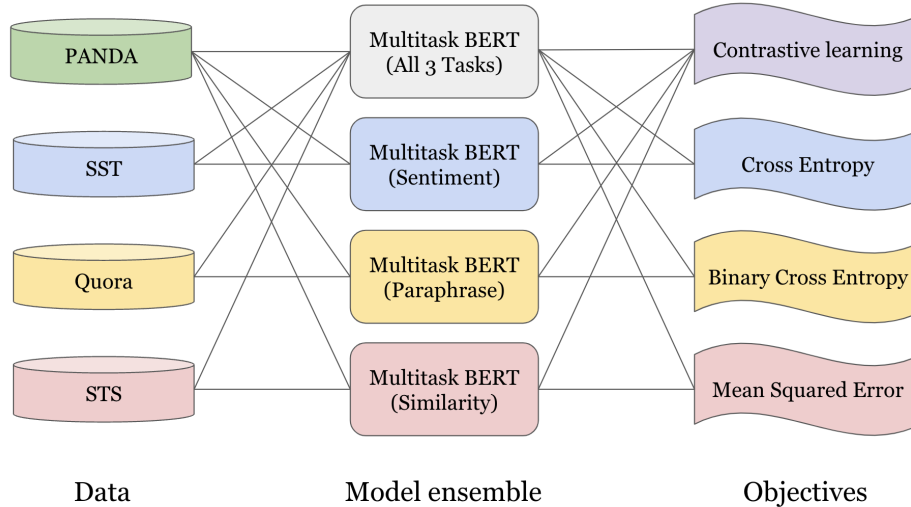 PANDA
Multitask BERT
(All 3 Tasks)
Contrastive learning
SST
Multitask BERT
(Sentiment)
Cross Entropy
Quora
Multitask BERT
(Paraphrase)
Binary Cross Entropy
STS
Multitask BERT
(Similarity)
Mean Squared Error
Data
Model ensemble
Objectives